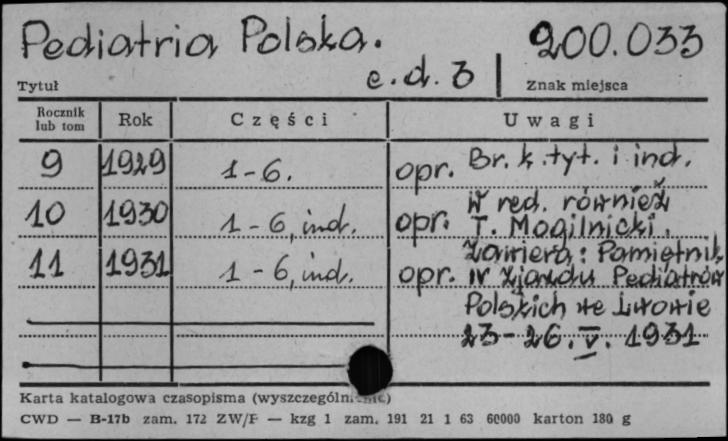 Pediatria Polska. 200.033
c.d. 3
Tytuł Znak miejsca
Rocznik lub tom Rok Części Uwagi
9 1929 1-6. opr. Br. k. tyt. i ind.
10 1930 1-6, ind. opr. W red. również
T. Mogilnicki.
11 1931 1-6, ind. opr. Zawiera: Pamiętnik
IV Zjazdu Pediatrów
Polskich we Lwowie
23-26. V. 1931
Karta katalogowa czasopisma (wyszczególnienie)
CWD — B-17b zam. 172 ZW/F — kzg 1 zam. 191 21 1 63 60000 karton 180 g